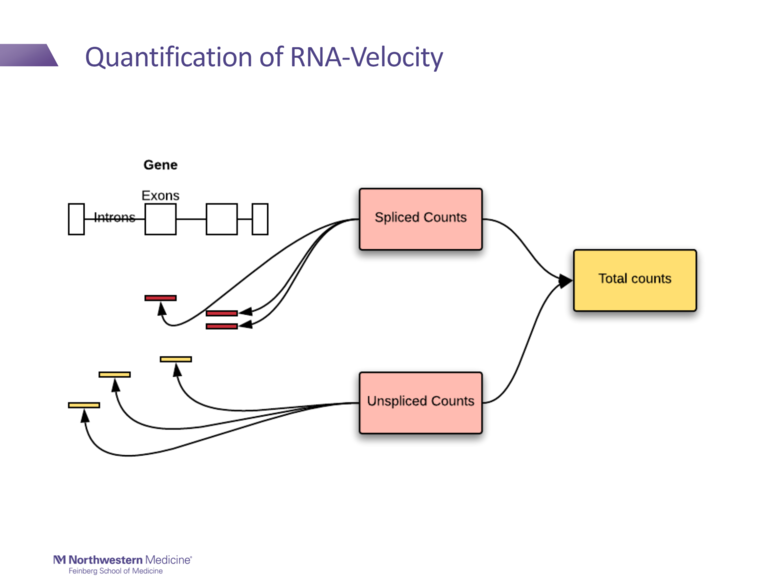 Quantification of RNA-Velocity
Gene
Exons
Introns
Spliced Counts
Total counts
Unspliced Counts
M Northwestern Medicine®
Feinberg School of Medicine